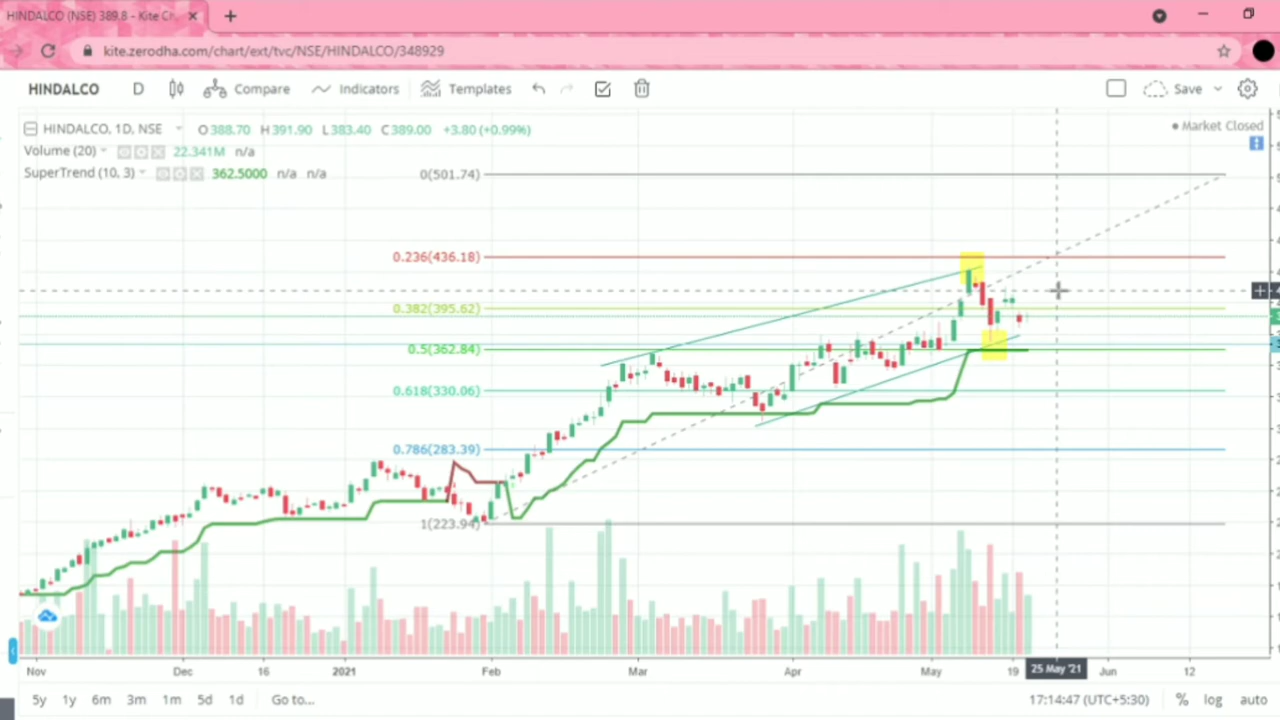 HINDALCO (NSE) 389.8 - Kite Ch
kite.zerodha.com/chart/ext/tvc/NSE/HINDALCO/348929
HINDALCO D Compare Indicators Templates Save
HINDALCO, 1D, NSE O388.70 H391.90 L383.40 C389.00 +3.80 (+0.99%)
Market Closed
Volume (20) 22.341M n/a
SuperTrend (10, 3) 362.5000 n/a n/a
0(501.74)
0.236(436.18)
0.382(395.62)
0.5(362.84)
0.618(330.06)
0.786(283.39)
1(223.94)
Nov Dec 16 2021 Feb Mar Apr May 19 25 May '21 Jun 12
5y 1y 6m 3m 1m 5d 1d Go to... 17:14:47 (UTC+5:30) % log auto